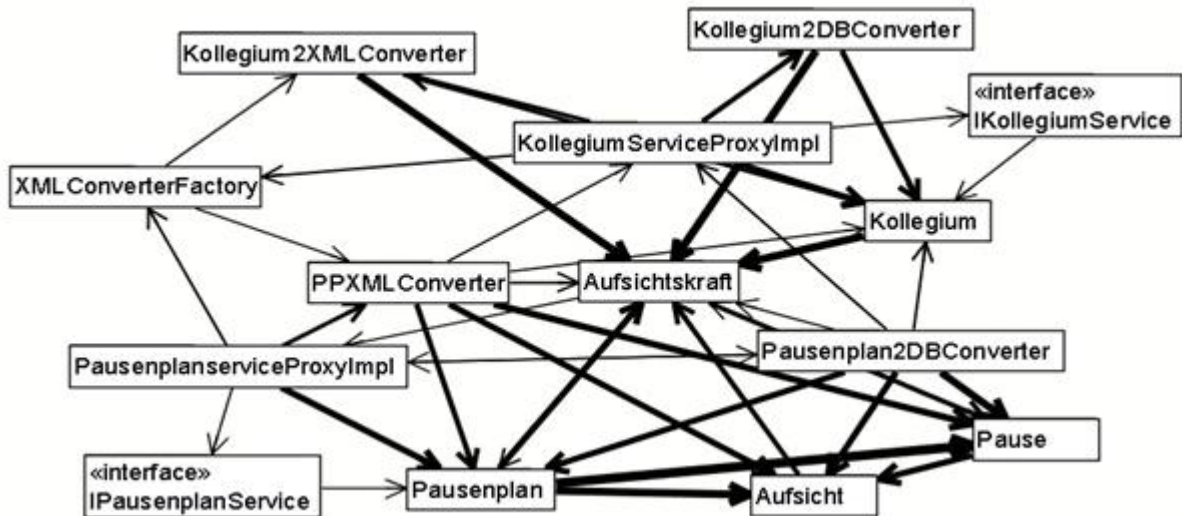 Kollegium2DBConverter
Kollegium2XMLConverter
«interface»
IKollegiumService
KollegiumServiceProxyImpl
XMLConverterFactory
Kollegium
PPXMLConverter
Aufsichtskraft
PausenplanserviceProxyImpl
Pausenplan2DBConverter
Pause
«interface»
IPausenplanService
Pausenplan
Aufsicht